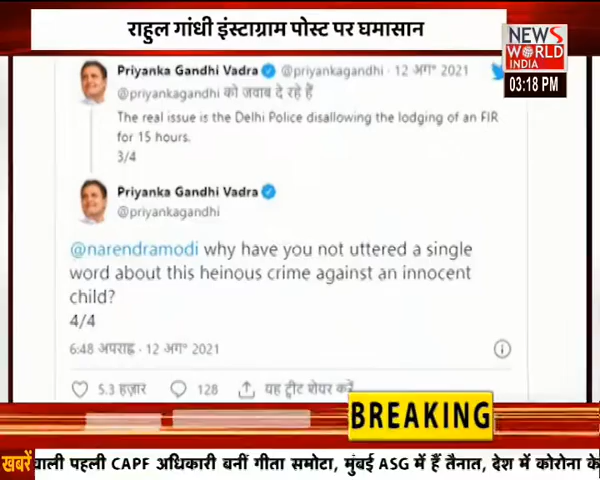 राहुल गांधी इंस्टाग्राम पोस्ट पर घमासान
NEWS
WORLD
INDIA
03:18 PM
Priyanka Gandhi Vadra @priyankagandhi · 12 अग° 2021
@priyankagandhi को जवाब दे रहे हैं
The real issue is the Delhi Police disallowing the lodging of an FIR
for 15 hours.
3/4
Priyanka Gandhi Vadra
@priyankagandhi
@narendramodi why have you not uttered a single
word about this heinous crime against an innocent
child?
4/4
6:48 अपराह्न · 12 अग° 2021
5.3 हज़ार 128 यह ट्वीट शेयर करें
BREAKING
खबरें वाली पहली CAPF अधिकारी बनीं गीता समोटा, मुंबई ASG में हैं तैनात, देश में कोरोना के